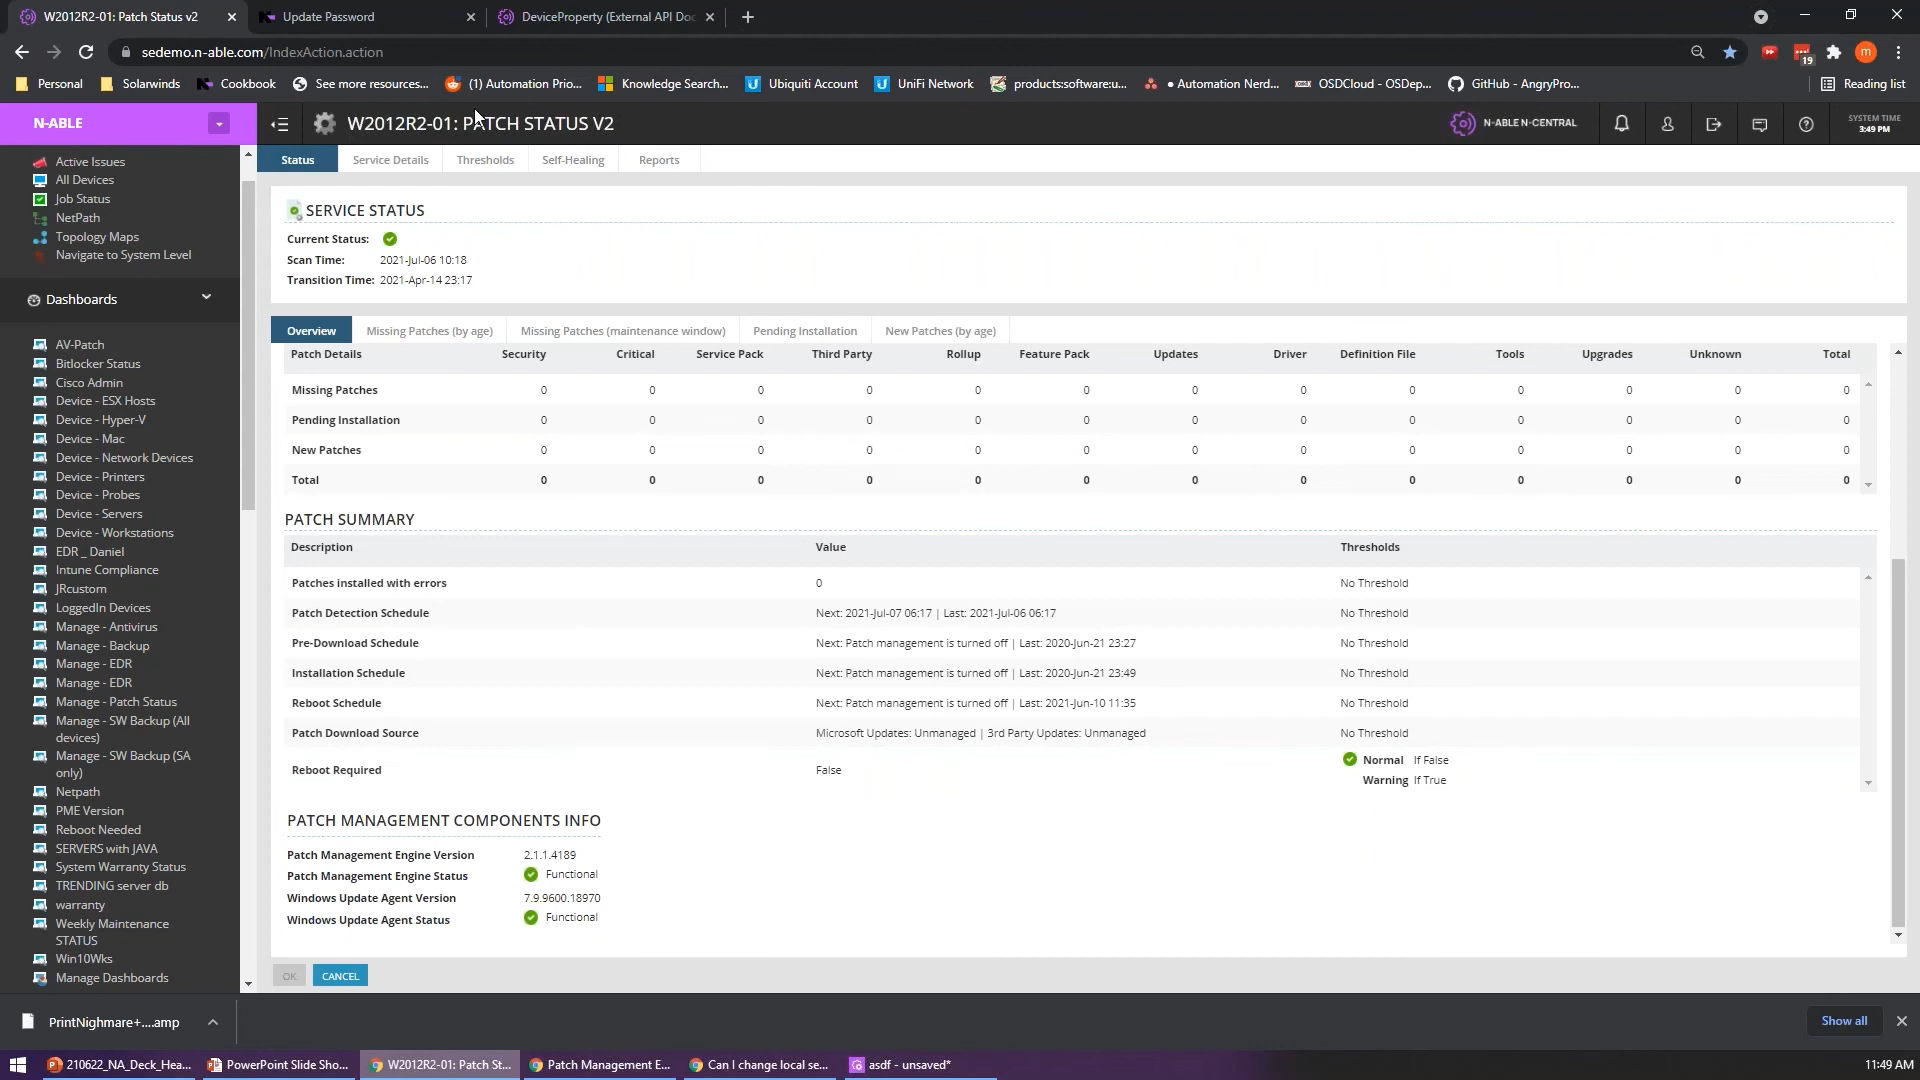 W2012R2-01: Patch Status v2
Update Password
DeviceProperty (External API Doc
sedemo.n-able.com/IndexAction.action
19
m
Personal
Solarwinds
Cookbook
See more resources...
(1) Automation Prio...
Knowledge Search...
Ubiquiti Account
UniFi Network
products:software:u...
• Automation Nerd...
OSDCloud - OSDep...
GitHub - AngryPro...
Reading list
N-ABLE
W2012R2-01: PATCH STATUS V2
N-ABLE N-CENTRAL
SYSTEM TIME
3:49 PM
Active Issues
All Devices
Job Status
NetPath
Topology Maps
Navigate to System Level
Dashboards
AV-Patch
Bitlocker Status
Cisco Admin
Device - ESX Hosts
Device - Hyper-V
Device - Mac
Device - Network Devices
Device - Printers
Device - Probes
Device - Servers
Device - Workstations
EDR _ Daniel
Intune Compliance
JRcustom
LoggedIn Devices
Manage - Antivirus
Manage - Backup
Manage - EDR
Manage - EDR
Manage - Patch Status
Manage - SW Backup (All
devices)
Manage - SW Backup (SA
only)
Netpath
PME Version
Reboot Needed
SERVERS with JAVA
System Warranty Status
TRENDING server db
warranty
Weekly Maintenance
STATUS
Win10Wks
Manage Dashboards
Status
Service Details
Thresholds
Self-Healing
Reports
SERVICE STATUS
Current Status:
Scan Time: 2021-Jul-06 10:18
Transition Time: 2021-Apr-14 23:17
Overview
Missing Patches (by age)
Missing Patches (maintenance window)
Pending Installation
New Patches (by age)
Patch Details Security Critical Service Pack Third Party Rollup Feature Pack Updates Driver Definition File Tools Upgrades Unknown Total
Missing Patches 0 0 0 0 0 0 0 0 0 0 0 0 0
Pending Installation 0 0 0 0 0 0 0 0 0 0 0 0 0
New Patches 0 0 0 0 0 0 0 0 0 0 0 0 0
Total 0 0 0 0 0 0 0 0 0 0 0 0 0
PATCH SUMMARY
Description Value Thresholds
Patches installed with errors 0 No Threshold
Patch Detection Schedule Next: 2021-Jul-07 06:17 | Last: 2021-Jul-06 06:17 No Threshold
Pre-Download Schedule Next: Patch management is turned off | Last: 2020-Jun-21 23:27 No Threshold
Installation Schedule Next: Patch management is turned off | Last: 2020-Jun-21 23:49 No Threshold
Reboot Schedule Next: Patch management is turned off | Last: 2021-Jun-10 11:35 No Threshold
Patch Download Source Microsoft Updates: Unmanaged | 3rd Party Updates: Unmanaged No Threshold
Reboot Required False Normal If False
Warning If True
PATCH MANAGEMENT COMPONENTS INFO
Patch Management Engine Version 2.1.1.4189
Patch Management Engine Status Functional
Windows Update Agent Version 7.9.9600.18970
Windows Update Agent Status Functional
OK
CANCEL
PrintNighmare+....amp
Show all
210622_NA_Deck_Hea...
PowerPoint Slide Sho...
W2012R2-01: Patch St...
Patch Management E...
Can I change local se...
asdf - unsaved*
11:49 AM